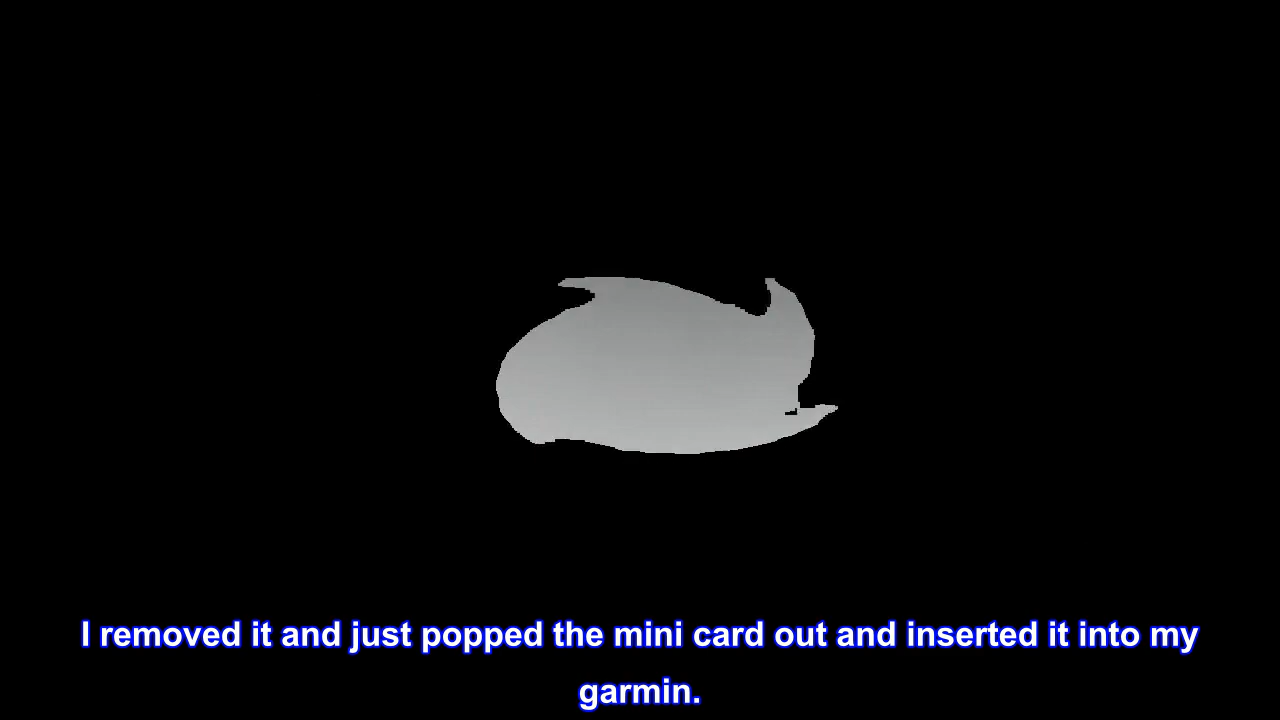 I removed it and just popped the mini card out and inserted it into my
garmin.